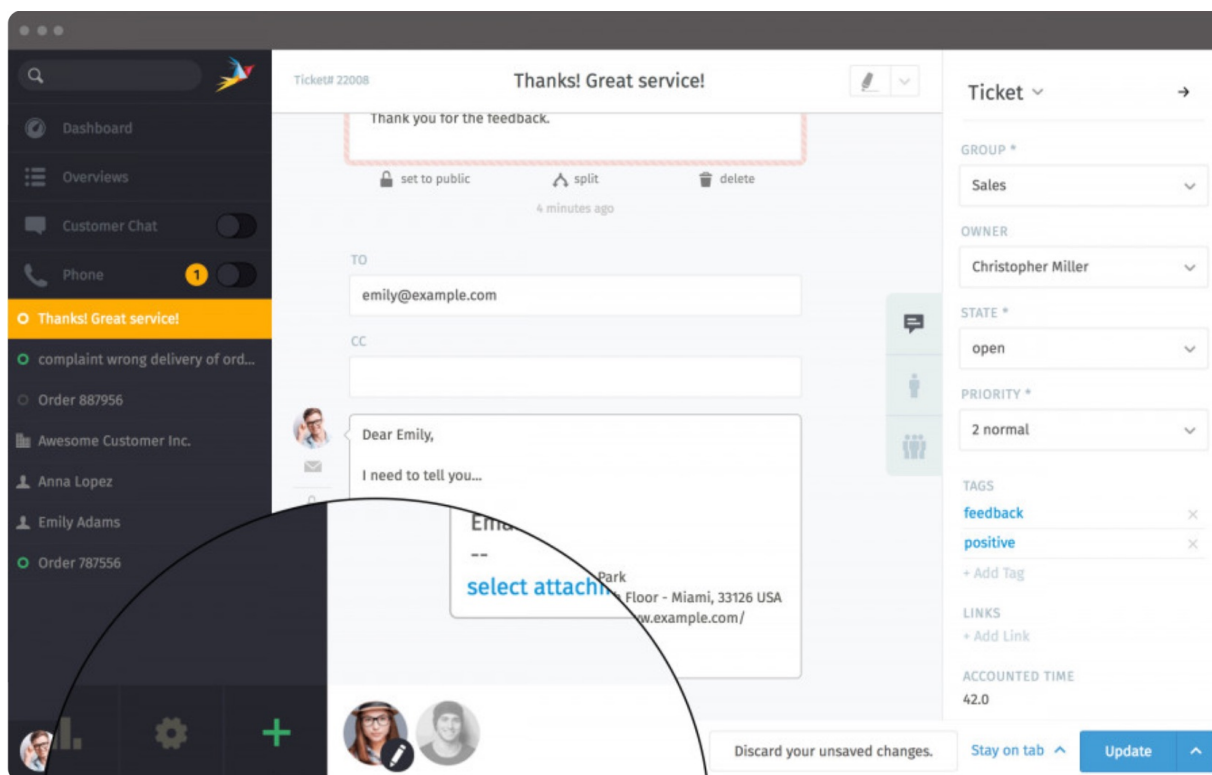 Dashboard
Overviews
Customer Chat
Phone
1
Thanks! Great service!
complaint wrong delivery of ord...
Order 887956
Awesome Customer Inc.
Anna Lopez
Emily Adams
Order 787556
Ticket# 22008
Thanks! Great service!
Thank you for the feedback.
set to public
split
delete
4 minutes ago
TO
emily@example.com
CC
Dear Emily,
I need to tell you...
--
select
Park
Floor - Miami, 33126 USA
w.example.com/
Discard your unsaved changes.
Stay on tab
Update
Ticket
GROUP *
Sales
OWNER
Christopher Miller
STATE *
open
PRIORITY *
2 normal
TAGS
feedback
positive
+ Add Tag
LINKS
+ Add Link
ACCOUNTED TIME
42.0